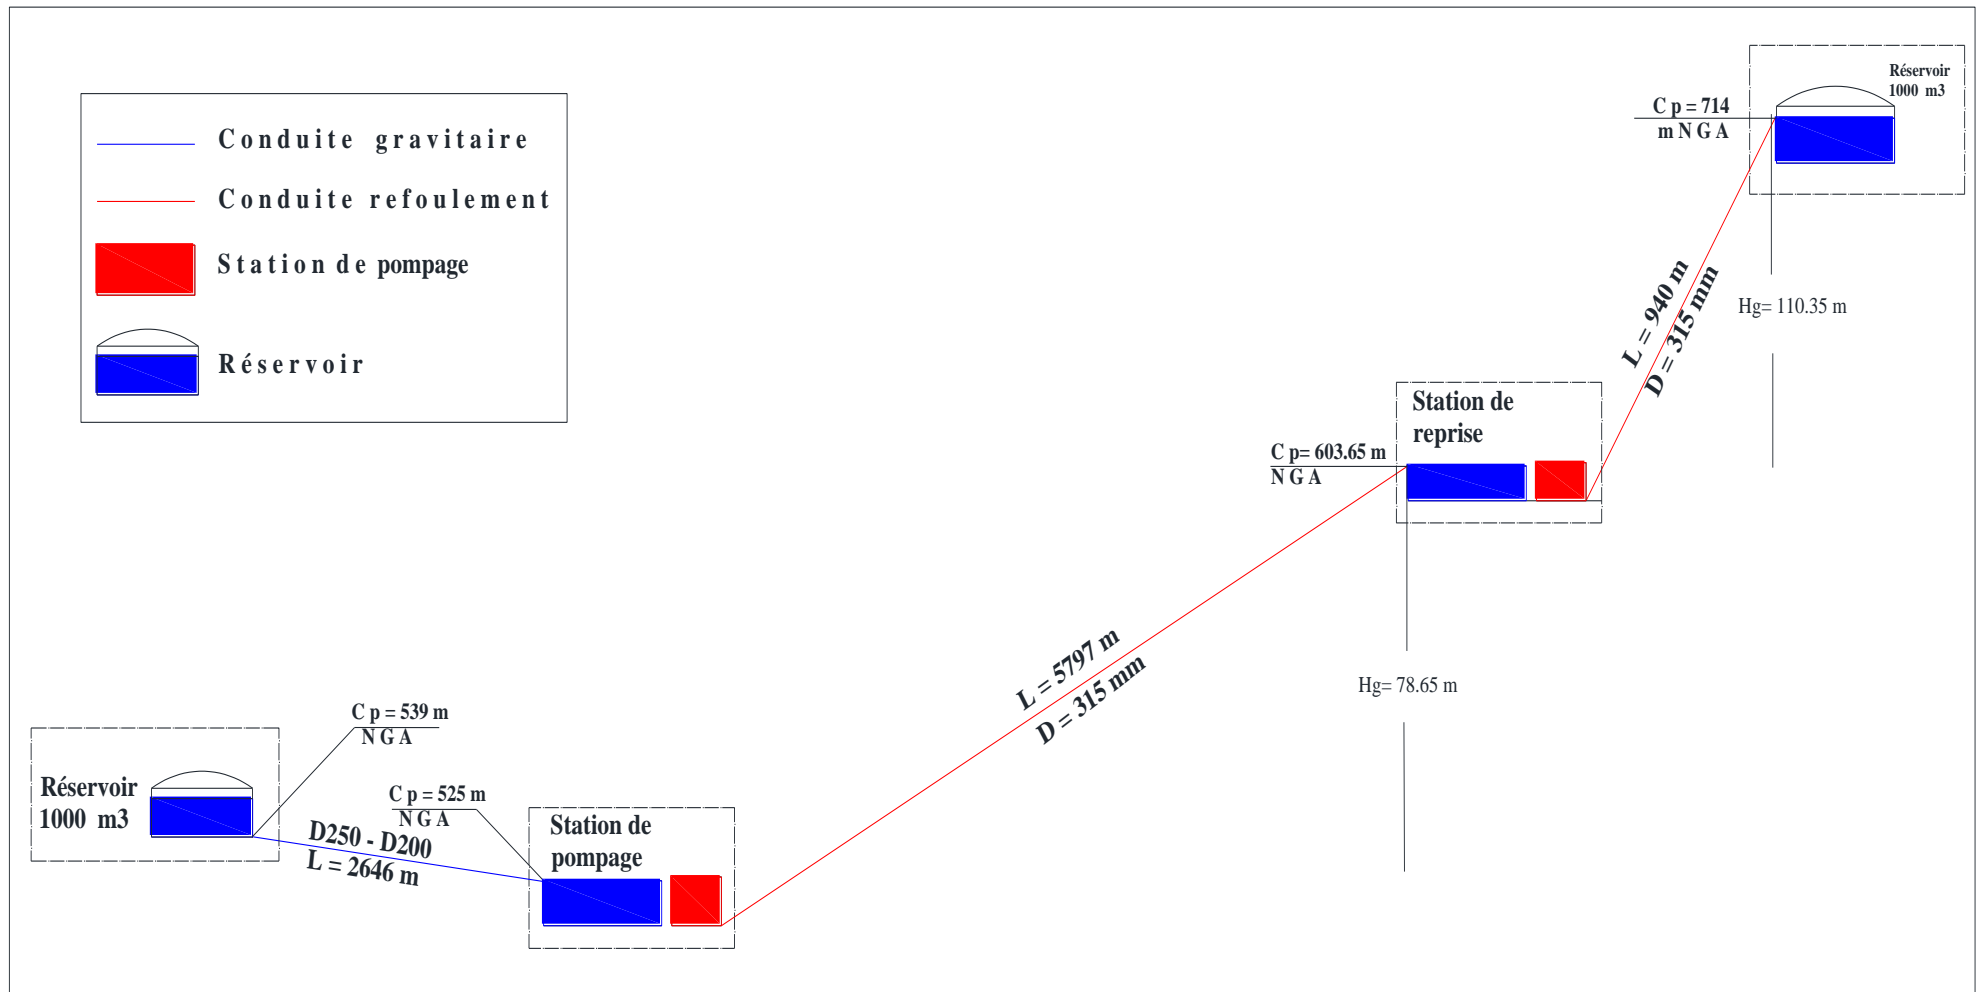 Conduite gravitaire
Conduite refoulement
Station de pompage
Réservoir
Réservoir
1000 m3
C p = 714
m N G A
L = 940 m
D = 315 mm
Hg= 110.35 m
Station de
reprise
C p= 603.65 m
N G A
L = 5797 m
D = 315 mm
Hg= 78.65 m
C p = 539 m
N G A
Réservoir
1000 m3
C p = 525 m
N G A
D250 - D200
L = 2646 m
Station de
pompage